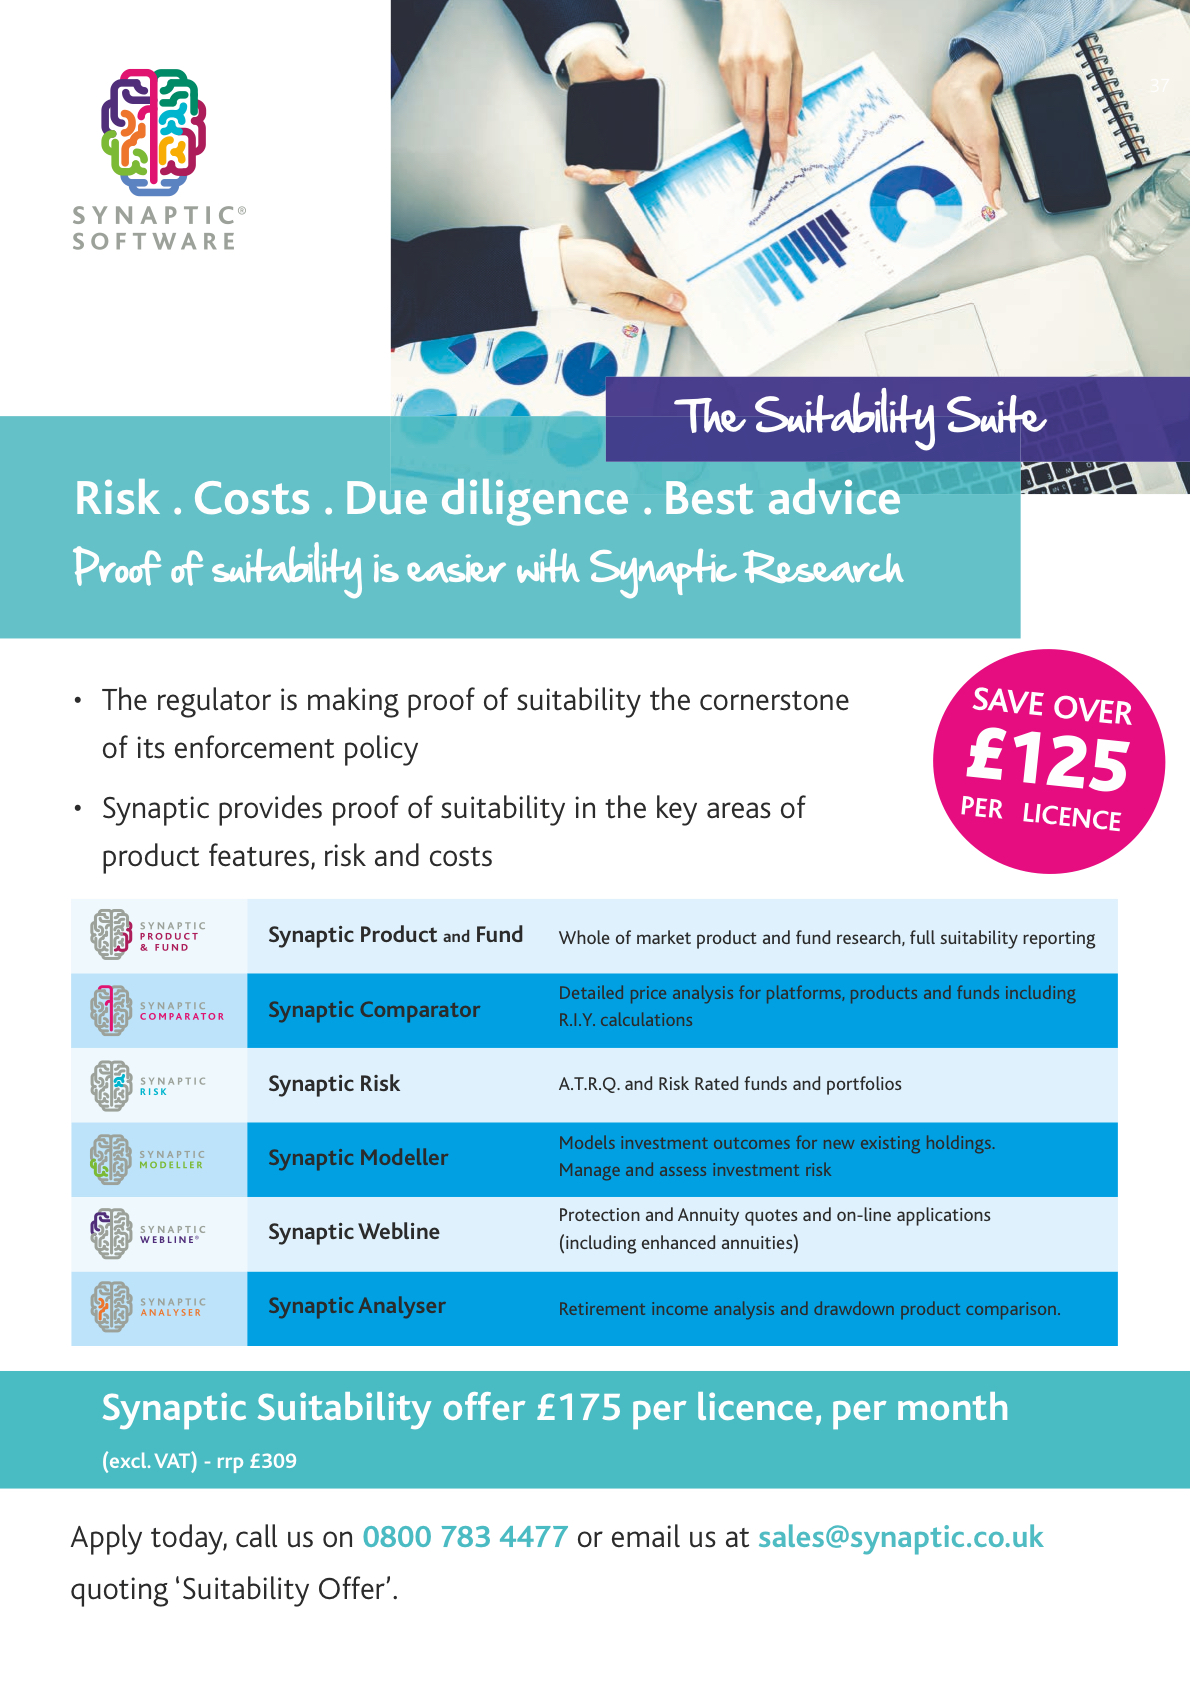 37
SYNAPTIC®
SOFTWARE
The Suitability Suite
Risk . Costs . Due diligence . Best advice
Proof of suitability is easier with Synaptic Research
• The regulator is making proof of suitability the cornerstone
of its enforcement policy
• Synaptic provides proof of suitability in the key areas of
product features, risk and costs
SAVE OVER
£125
PER LICENCE
SYNAPTIC
PRODUCT
& FUND
Synaptic Product and Fund
Whole of market product and fund research, full suitability reporting
SYNAPTIC
COMPARATOR
Synaptic Comparator
Detailed price analysis for platforms, products and funds including
R.I.Y. calculations
SYNAPTIC
RISK
Synaptic Risk
A.T.R.Q. and Risk Rated funds and portfolios
SYNAPTIC
MODELLER
Synaptic Modeller
Models investment outcomes for new existing holdings.
Manage and assess investment risk
SYNAPTIC
WEBLINE®
Synaptic Webline
Protection and Annuity quotes and on-line applications
(including enhanced annuities)
SYNAPTIC
ANALYSER
Synaptic Analyser
Retirement income analysis and drawdown product comparison.
Synaptic Suitability offer £175 per licence, per month
(excl. VAT) - rrp £309
Apply today, call us on 0800 783 4477 or email us at sales@synaptic.co.uk
quoting ‘Suitability Offer’.